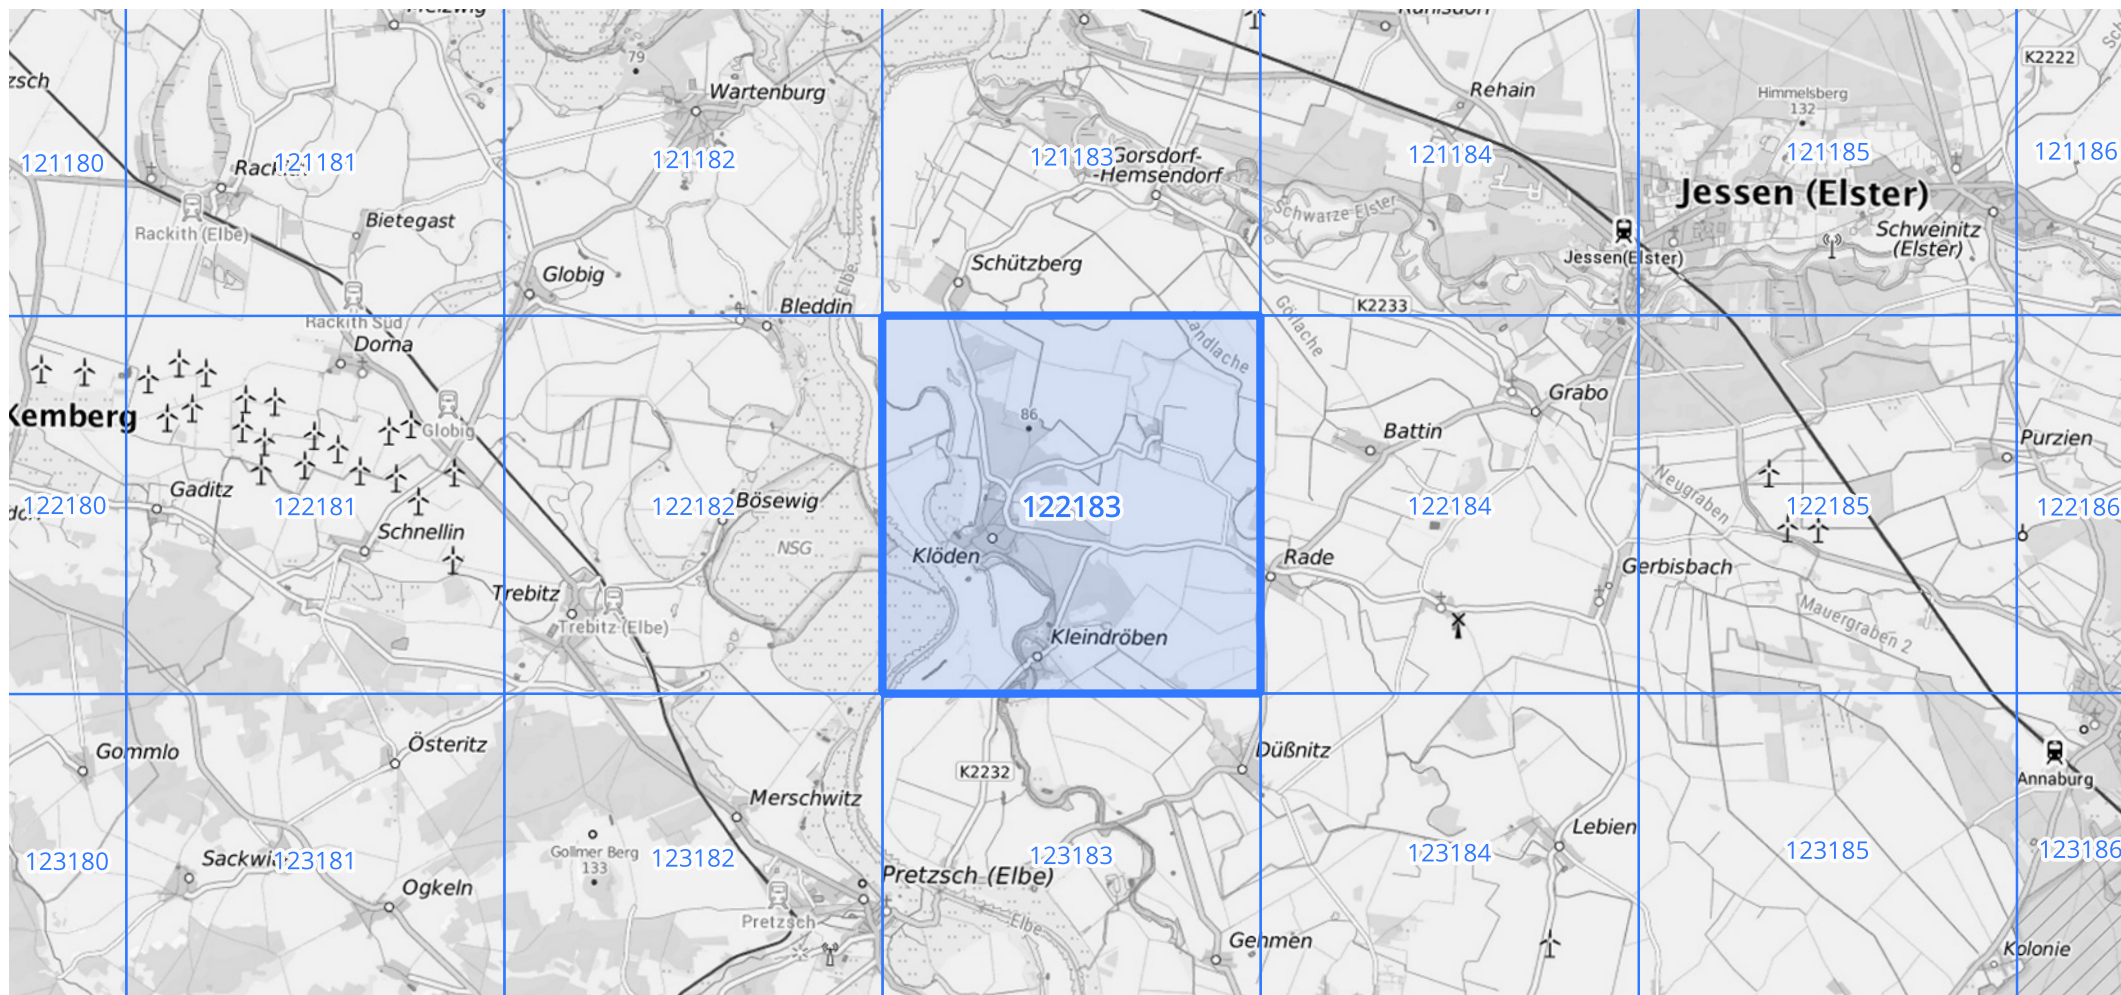 K2222
zsch
79
Wartenburg
Rehain
Himmelsberg
132
121180
121181
121182
121183
121184
121185
121186
Gorsdorf-
-Hemsendorf
Jessen (Elster)
Schwarze Elster
Bietegast
Rackith (Elbe)
Schweinitz
(Elster)
Jessen(Elster)
Schützberg
Globig
Elbe
Bleddin
K2233
Görlache
Rackith Süd
Dorna
Landlache
Kemberg
Globig
86
Grabo
Battin
Purzien
Gaditz
Neugraben
122180
122181
122182
122183
122184
122185
122186
Bösewig
Schnellin
NSG
Klöden
Rade
Gerbisbach
Trebitz
Trebitz (Elbe)
Mauergraben 2
Kleindröben
Gommlo
Österitz
K2232
Düßnitz
Annaburg
Merschwitz
Lebien
Gollmer Berg
133
123180
123181
123182
123183
123184
123185
123186
Pretzsch (Elbe)
Ogkeln
Pretzsch
Elbe
Gehmen
Kolonie